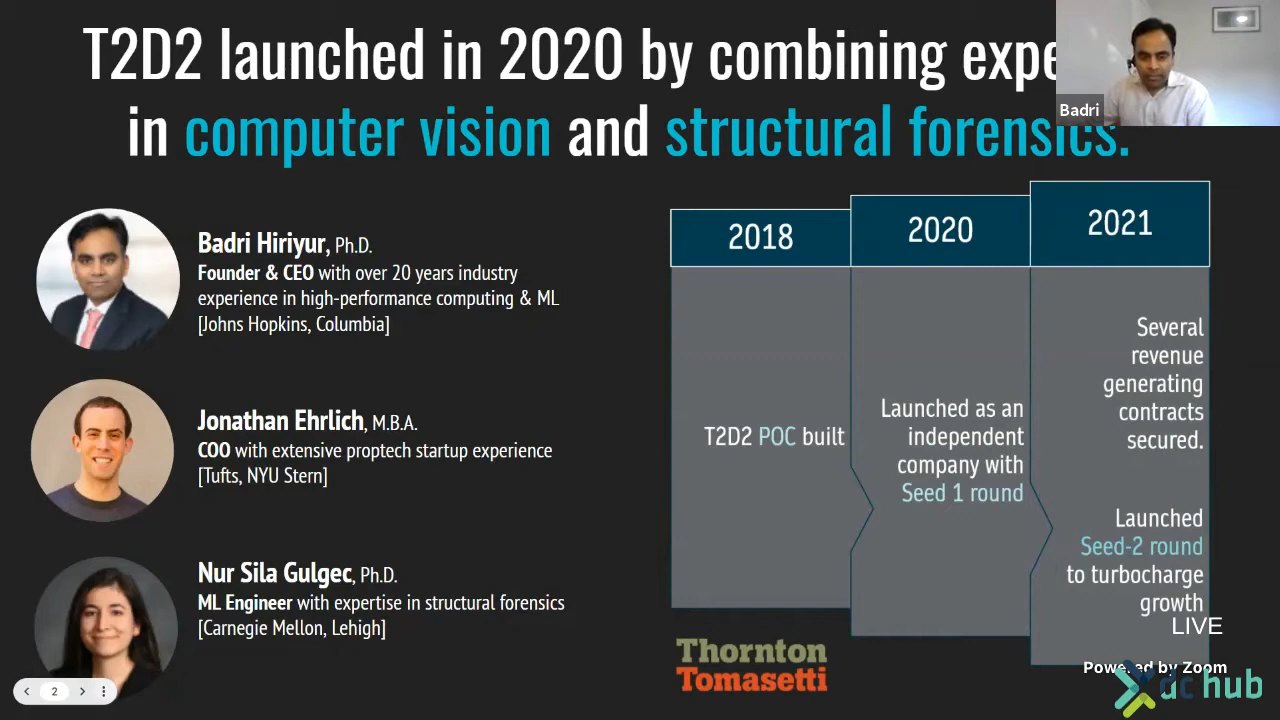 T2D2 launched in 2020 by combining expe
in computer vision and structural forensics.
Badri
Badri Hiriyur, Ph.D.
Founder & CEO with over 20 years industry
experience in high-performance computing & ML
[Johns Hopkins, Columbia]
Jonathan Ehrlich, M.B.A.
COO with extensive proptech startup experience
[Tufts, NYU Stern]
Nur Sila Gulgec, Ph.D.
ML Engineer with expertise in structural forensics
[Carnegie Mellon, Lehigh]
2
2018
T2D2 POC built
Thornton
Tomasetti
2020
Launched as an
independent
company with
Seed 1 round
2021
Several
revenue
generating
contracts
secured.
Launched
Seed-2 round
to turbocharge
growth
LIVE
Powered by Zoom
dc hub